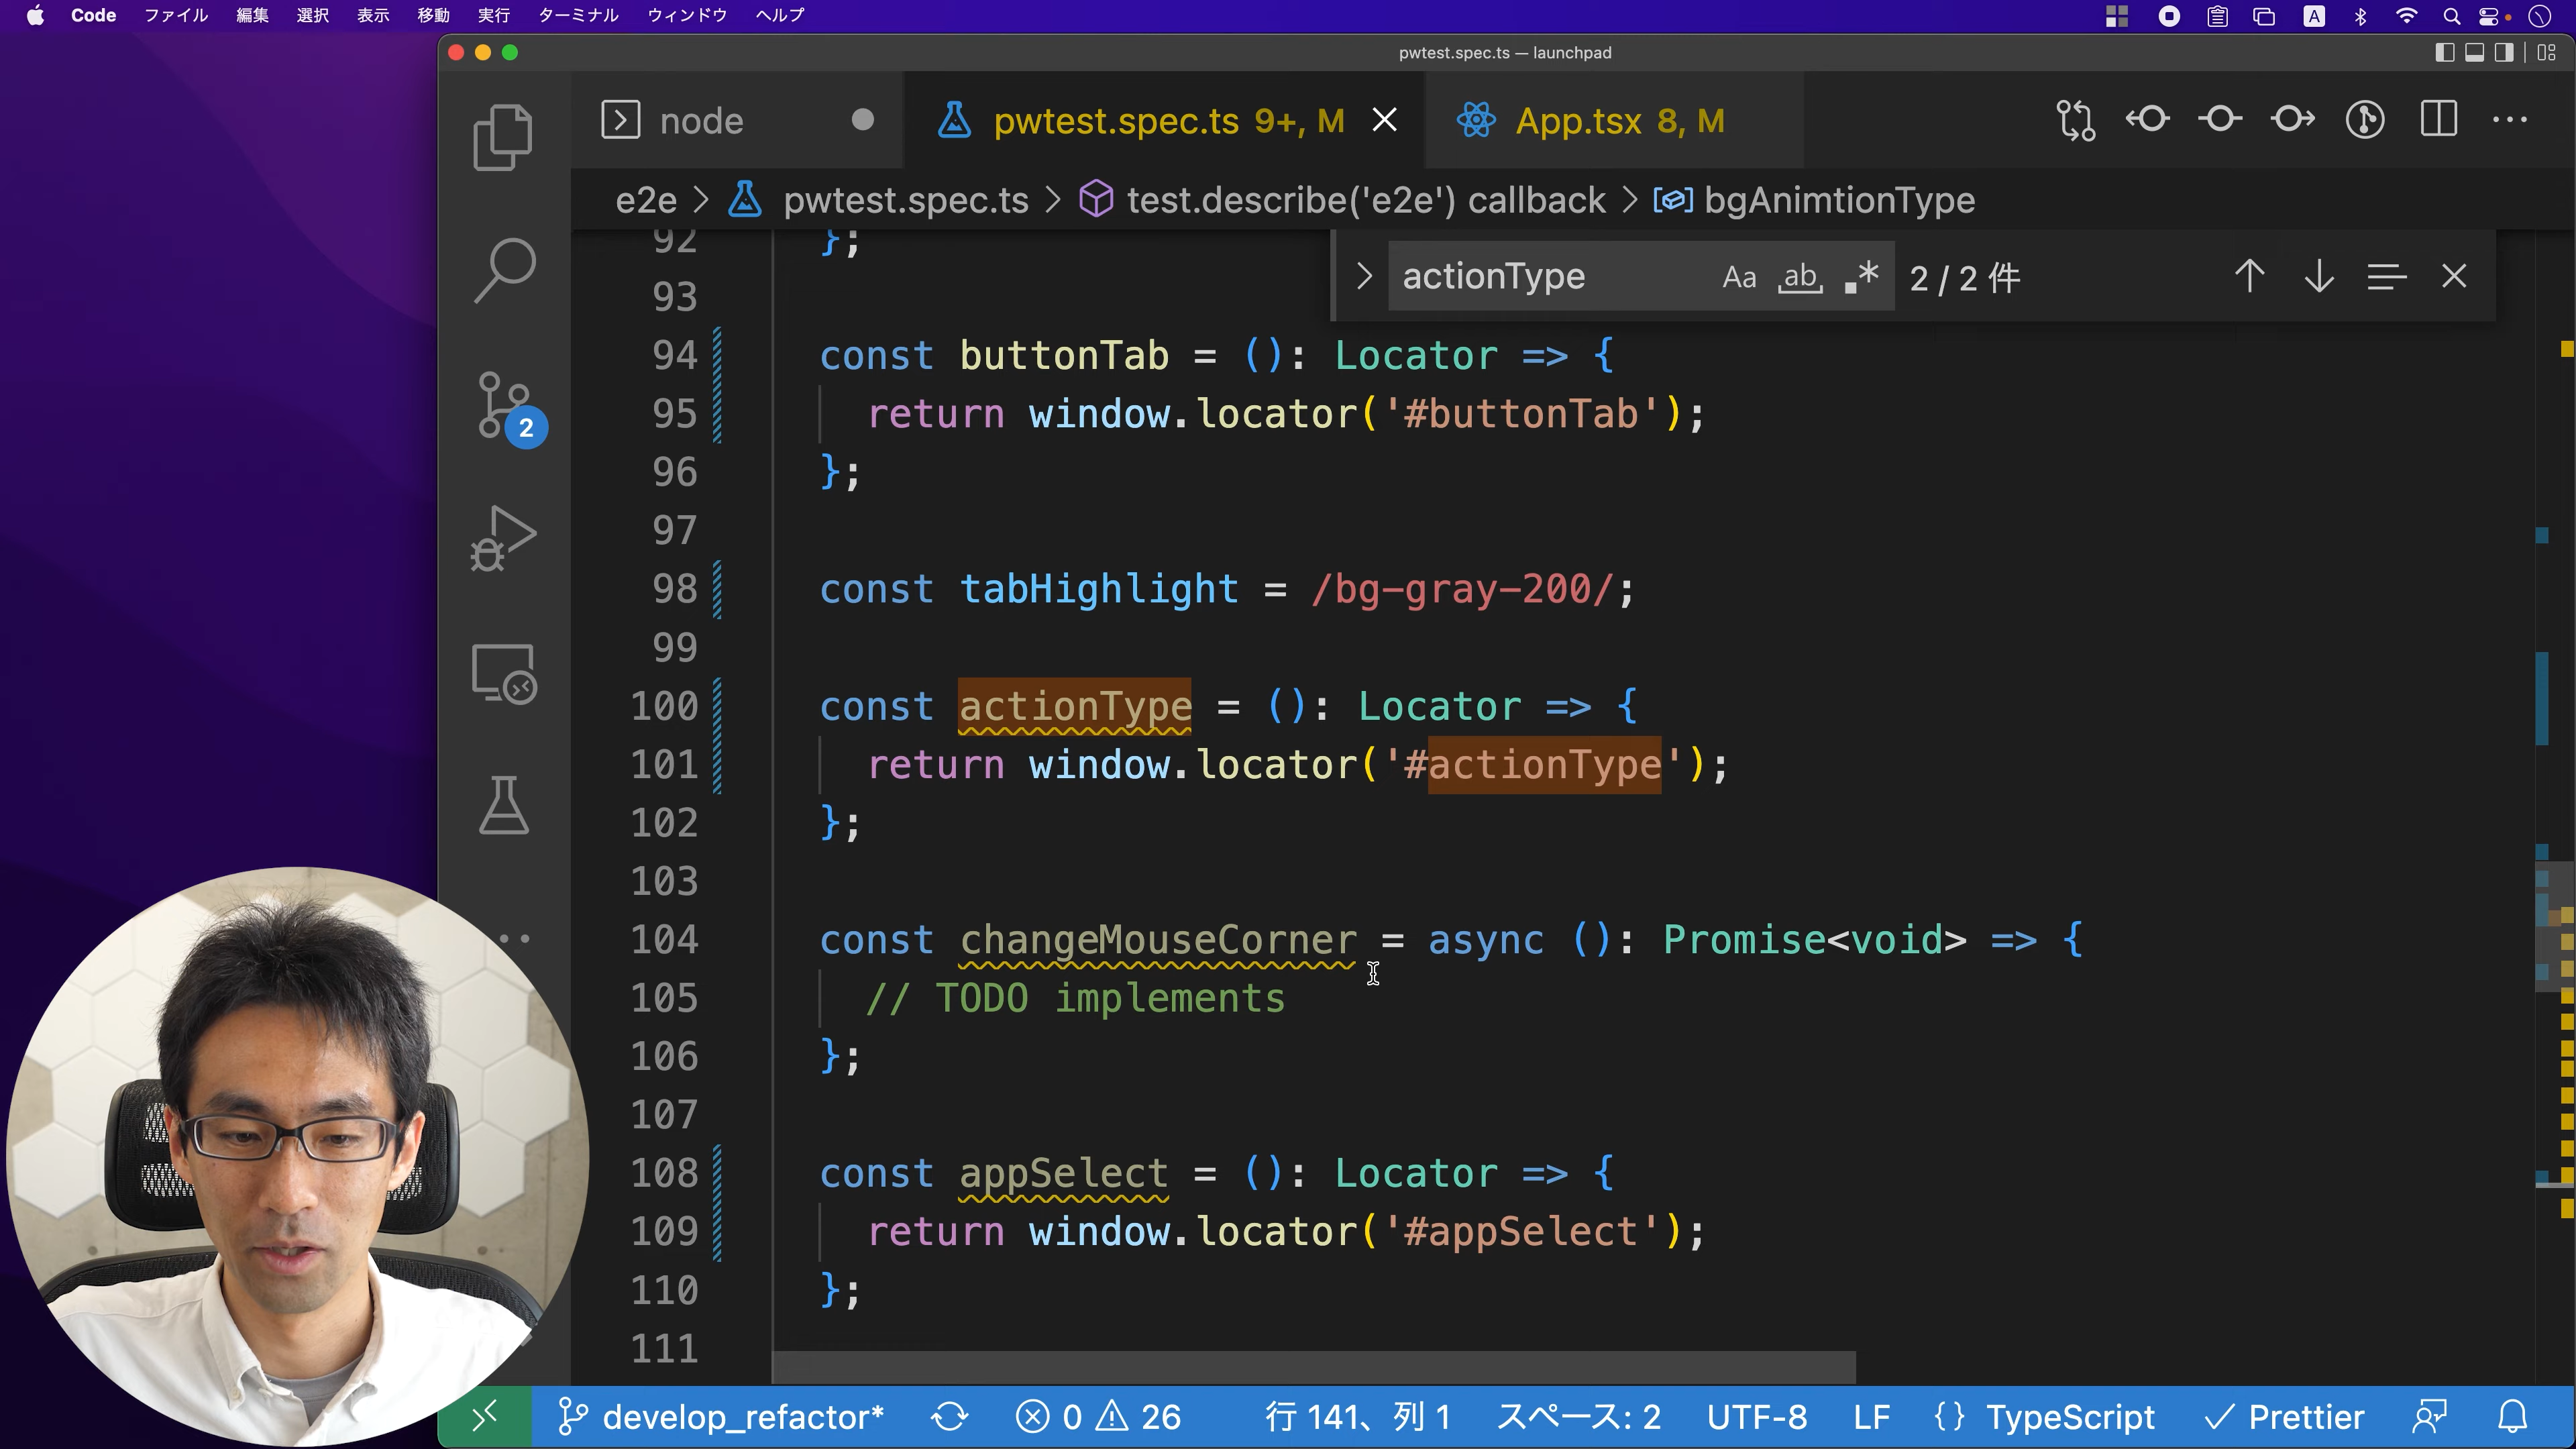 Code ファイル 編集 選択 表示 移動 実行 ターミナル ウィンドウ ヘルプ A
pwtest.spec.ts — launchpad
node pwtest.spec.ts 9+, M App.tsx 8, M
e2e > pwtest.spec.ts > test.describe('e2e') callback > bgAnimtionType
actionType Aa ab .* 2 / 2 件
92 };
93
94 const buttonTab = (): Locator => {
95 return window.locator('#buttonTab');
96 };
97
98 const tabHighlight = /bg-gray-200/;
99
100 const actionType = (): Locator => {
101 return window.locator('#actionType');
102 };
103
104 const changeMouseCorner = async (): Promise<void> => {
105 // TODO implements
106 };
107
108 const appSelect = (): Locator => {
109 return window.locator('#appSelect');
110 };
111
2
develop_refactor* 0 26 行 141、列 1 スペース: 2 UTF-8 LF {} TypeScript Prettier